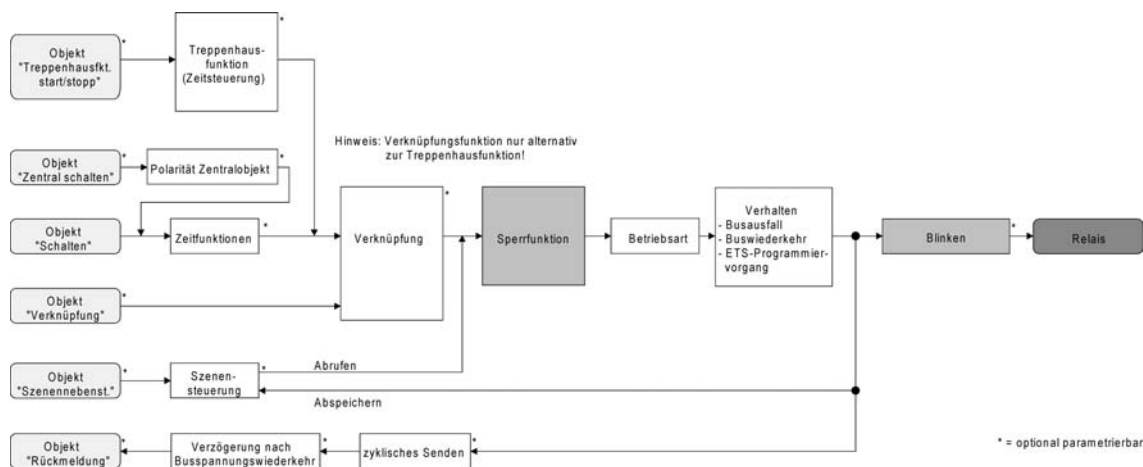 Objekt
"Treppenhausfkt.
start/stopp"
*
Treppenhaus-
funktion
(Zeitsteuerung)
*
Hinweis: Verknüpfungsfunktion nur alternativ
zur Treppenhausfunktion!
Objekt
"Zentral schalten"
*
Polarität Zentralobjekt
*
Objekt
"Schalten"
*
Zeitfunktionen
*
Verknüpfung
*
Sperrfunktion
Betriebsart
Verhalten
- Busausfall
- Buswiederkehr
- ETS-Programmier-
vorgang
Blinken
*
Relais
Objekt
"Verknüpfung"
*
Objekt
"Szenennebenst."
*
Szenen-
steuerung
*
Abrufen
Abspeichern
Objekt
"Rückmeldung"
*
Verzögerung nach
Busspannungswiederkehr
*
zyklisches Senden
*
* = optional parametrierbar